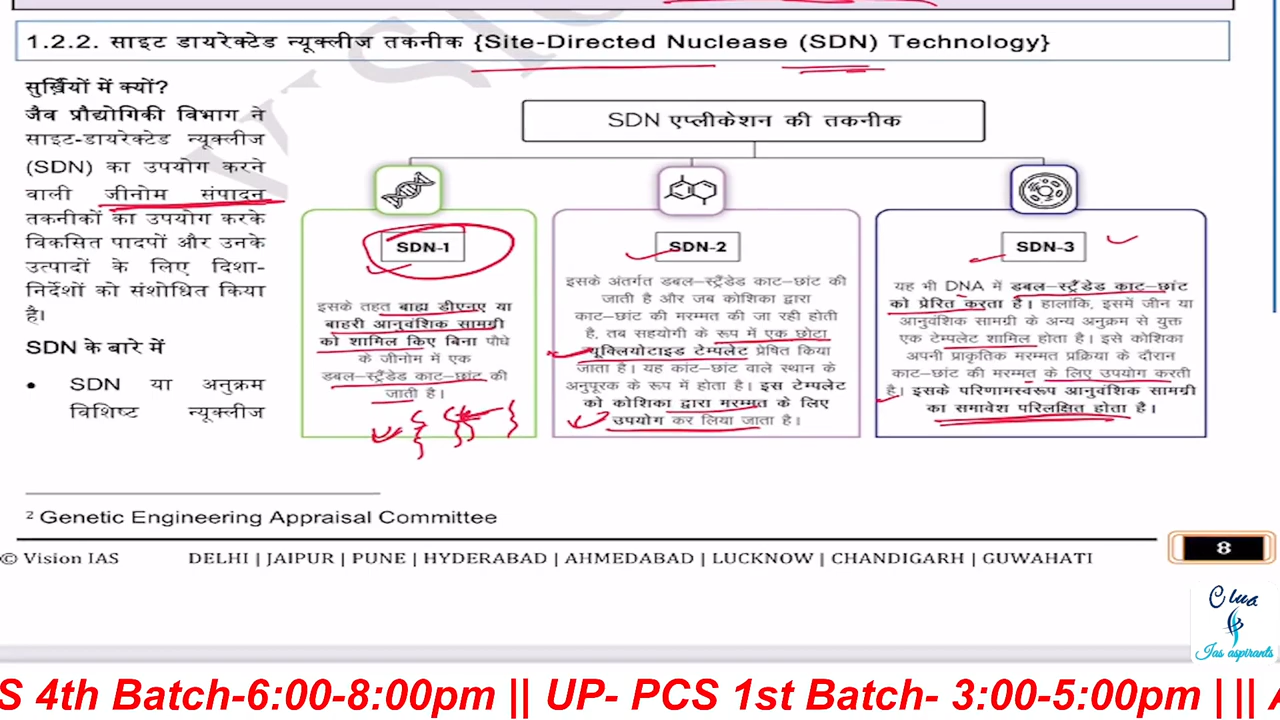 1.2.2. साइट डायरेक्टेड न्यूक्लीज तकनीक {Site-Directed Nuclease (SDN) Technology}
सुर्ख़ियों में क्यों?
जैव प्रौद्योगिकी विभाग ने
साइट-डायरेक्टेड न्यूक्लीज
(SDN) का उपयोग करने
वाली जीनोम संपादन
तकनीकों का उपयोग करके
विकसित पादपों और उनके
उत्पादों के लिए दिशा-
निर्देशों को संशोधित किया
है।
SDN के बारे में
• SDN या अनुक्रम
विशिष्ट न्यूक्लीज
SDN एप्लीकेशन की तकनीक
SDN-1
इसके तहत बाह्य डीएनए या
बाहरी आनुवंशिक सामग्री
को शामिल किए बिना पौधे
के जीनोम में एक
डबल–स्ट्रैंडेड काट–छांट की
जाती है।
SDN-2
इसके अंतर्गत डबल–स्ट्रैंडेड काट–छांट की
जाती है और जब कोशिका द्वारा
काट–छांट की मरम्मत की जा रही होती
है, तब सहयोगी के रूप में एक छोटा
न्यूक्लियोटाइड टेम्पलेट प्रेषित किया
जाता है। यह कांट–छांट वाले स्थान के
अनुपूरक के रूप में होता है। इस टेम्पलेट
को कोशिका द्वारा मरम्मत के लिए
उपयोग कर लिया जाता है।
SDN-3
यह भी DNA में डबल–स्ट्रैंडेड काट–छांट
को प्रेरित करता है। हालांकि, इसमें जीन या
आनुवंशिक सामग्री के अन्य अनुक्रम से युक्त
एक टेम्पलेट शामिल होता है। इसे कोशिका
अपनी प्राकृतिक मरम्मत प्रक्रिया के दौरान
काट–छांट की मरम्मत के लिए उपयोग करती
है। इसके परिणामस्वरूप आनुवंशिक सामग्री
का समावेश परिलक्षित होता है।
² Genetic Engineering Appraisal Committee
© Vision IAS DELHI | JAIPUR | PUNE | HYDERABAD | AHMEDABAD | LUCKNOW | CHANDIGARH | GUWAHATI
8
Clue
Ias aspirants
S 4th Batch-6:00-8:00pm || UP- PCS 1st Batch- 3:00-5:00pm | ||